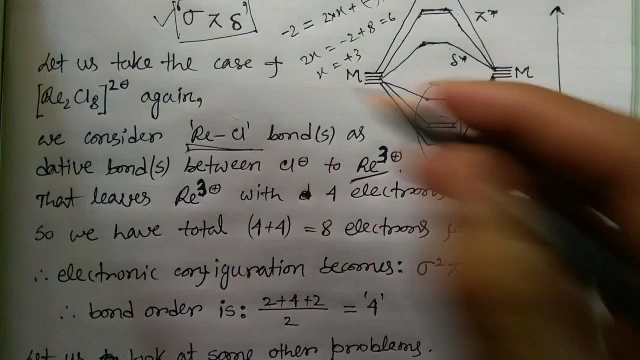 √ "σ π δ"
-2 = 2x
2x = -2+8 = 6
x = +3
π*
δ*
M
M
Let us take the case of
[Re₂Cl₈]²⊖ again,
we consider 'Re-Cl' bond(s) as
dative bond(s) between Cl⊖ to Re³⊕.
That leaves Re³⊕ with 4 electrons
So we have total (4+4) = 8 electrons
∴ electronic configuration becomes: σ²π
∴ bond order is: (2+4+2)/2 = '4'
Let us look at some other problems.